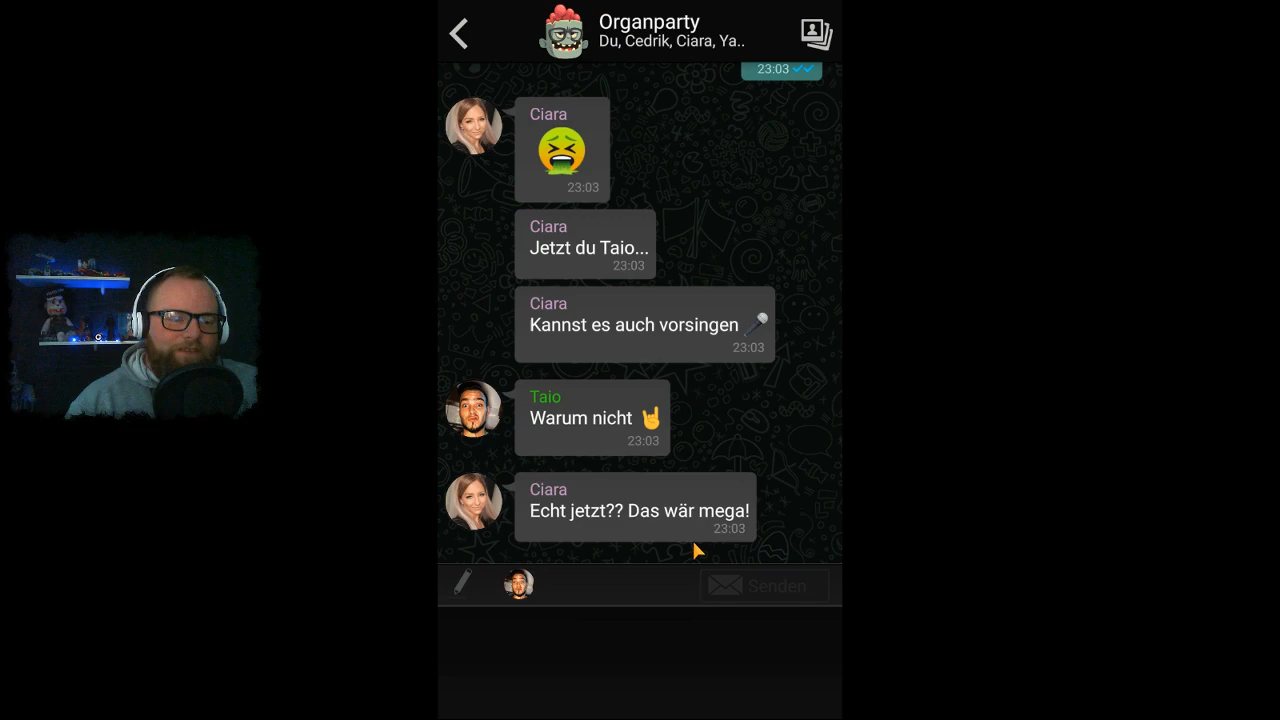 Organparty
Du, Cedrik, Ciara, Ya..
23:03
Ciara
23:03
Ciara
Jetzt du Taio...
23:03
Ciara
Kannst es auch vorsingen 🎤
23:03
Taio
Warum nicht 🤘
23:03
Ciara
Echt jetzt?? Das wär mega!
23:03
Senden